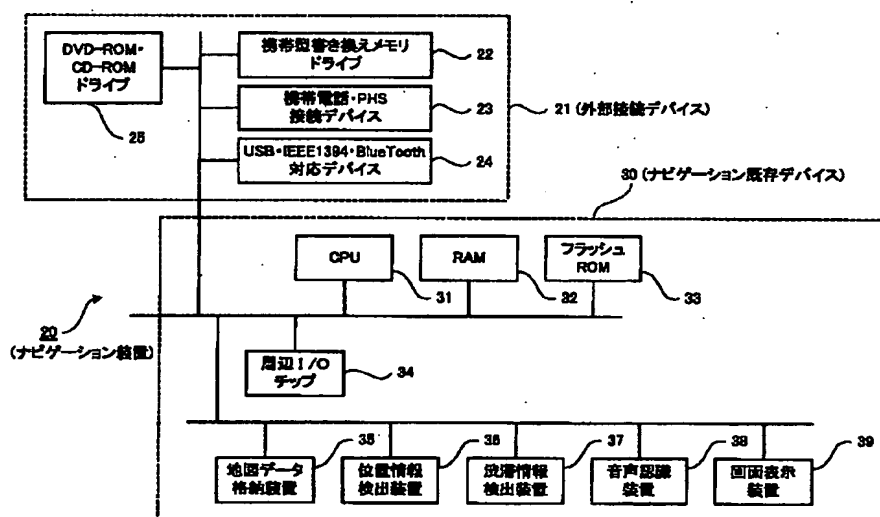 DVD-ROM・
CD-ROM
ドライブ
25
携帯型書き換えメモリ
ドライブ
22
携帯電話・PHS
接続デバイス
23
USB・IEEE1394・BlueTooth
対応デバイス
24
21 (外部接続デバイス)
30 (ナビゲーション既存デバイス)
CPU
31
RAM
32
フラッシュ
ROM
33
20
(ナビゲーション装置)
周辺 I/O
チップ
34
地図データ
格納装置
35
位置情報
検出装置
36
渋滞情報
検出装置
37
音声認識
装置
38
画面表示
装置
39